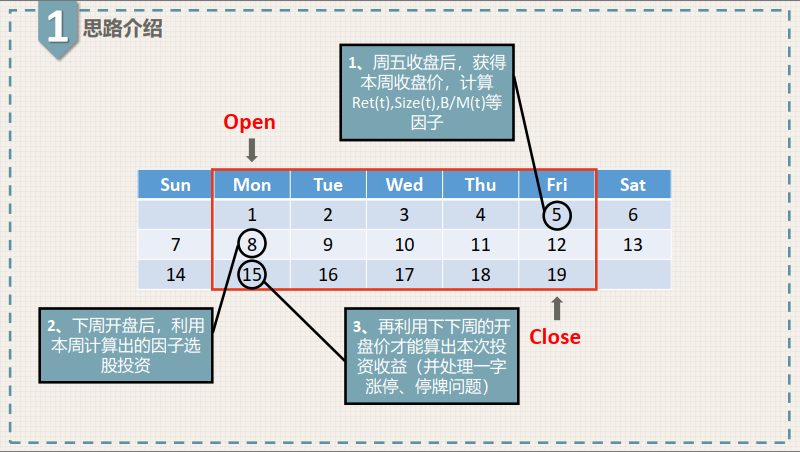 1 思路介绍
1、周五收盘后，获得
本周收盘价，计算
Ret(t),Size(t),B/M(t)等
因子
Open
Sun Mon Tue Wed Thu Fri Sat
1 2 3 4 5 6
7 8 9 10 11 12 13
14 15 16 17 18 19
2、下周开盘后，利用
本周计算出的因子选
股投资
3、再利用下下周的开
盘价才能算出本次投
资收益（并处理一字
涨停、停牌问题）
Close